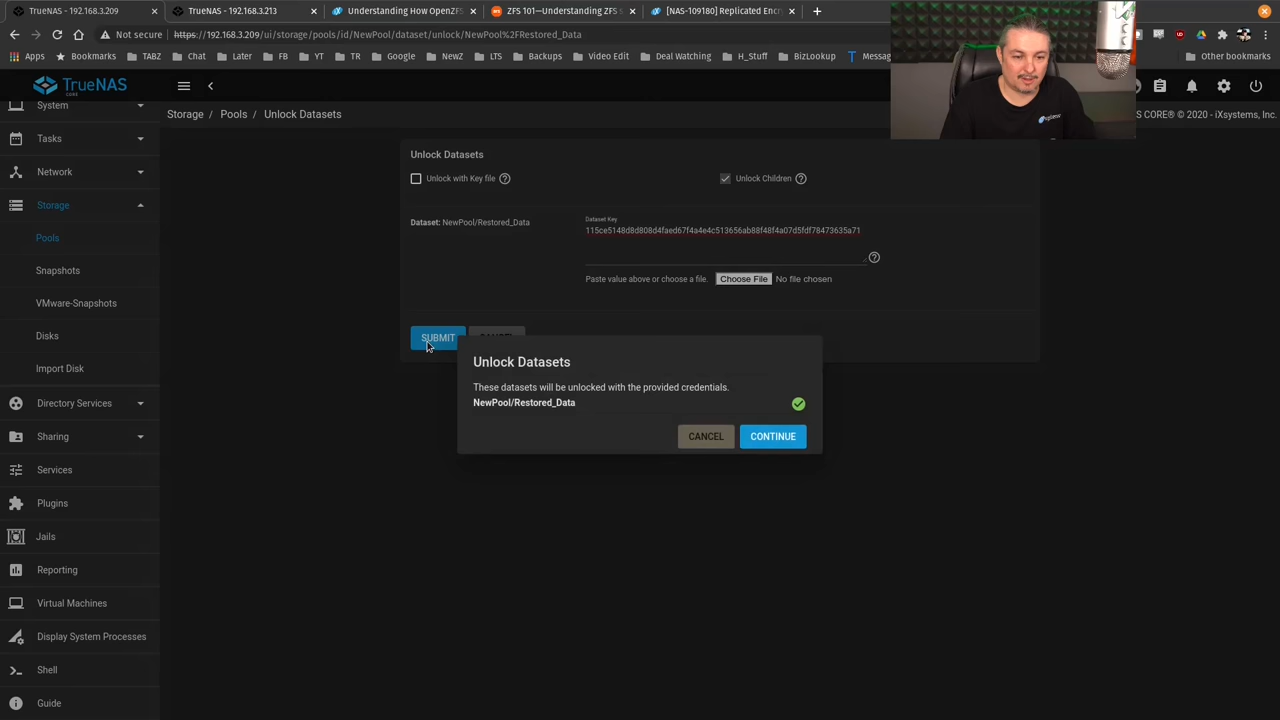 TrueNAS - 192.168.3.209
TrueNAS - 192.168.3.213
Understanding How OpenZFS
ZFS 101—Understanding ZFS s
[NAS-109180] Replicated Encry
Not secure
https://192.168.3.209/ui/storage/pools/id/NewPool/dataset/unlock/NewPool%2FRestored_Data
Apps
Bookmarks
TABZ
Chat
Later
FB
YT
TR
Google
NewZ
LTS
Backups
Video Edit
Deal Watching
H_Stuff
BizLookup
Messa
Other bookmarks
TrueNAS
CORE
S CORE® © 2020 - iXsystems, Inc.
Storage / Pools / Unlock Datasets
System
Tasks
Network
Storage
Pools
Snapshots
VMware-Snapshots
Disks
Import Disk
Directory Services
Sharing
Services
Plugins
Jails
Reporting
Virtual Machines
Display System Processes
Shell
Guide
Unlock Datasets
Unlock with Key file
Unlock Children
Dataset: NewPool/Restored_Data
Dataset Key
115ce5148d8d808d4faed67f4a4e4c513656ab88f48f4a07d5fdf78473635a71
Paste value above or choose a file.
Choose File
No file chosen
SUBMIT
Unlock Datasets
These datasets will be unlocked with the provided credentials.
NewPool/Restored_Data
CANCEL
CONTINUE